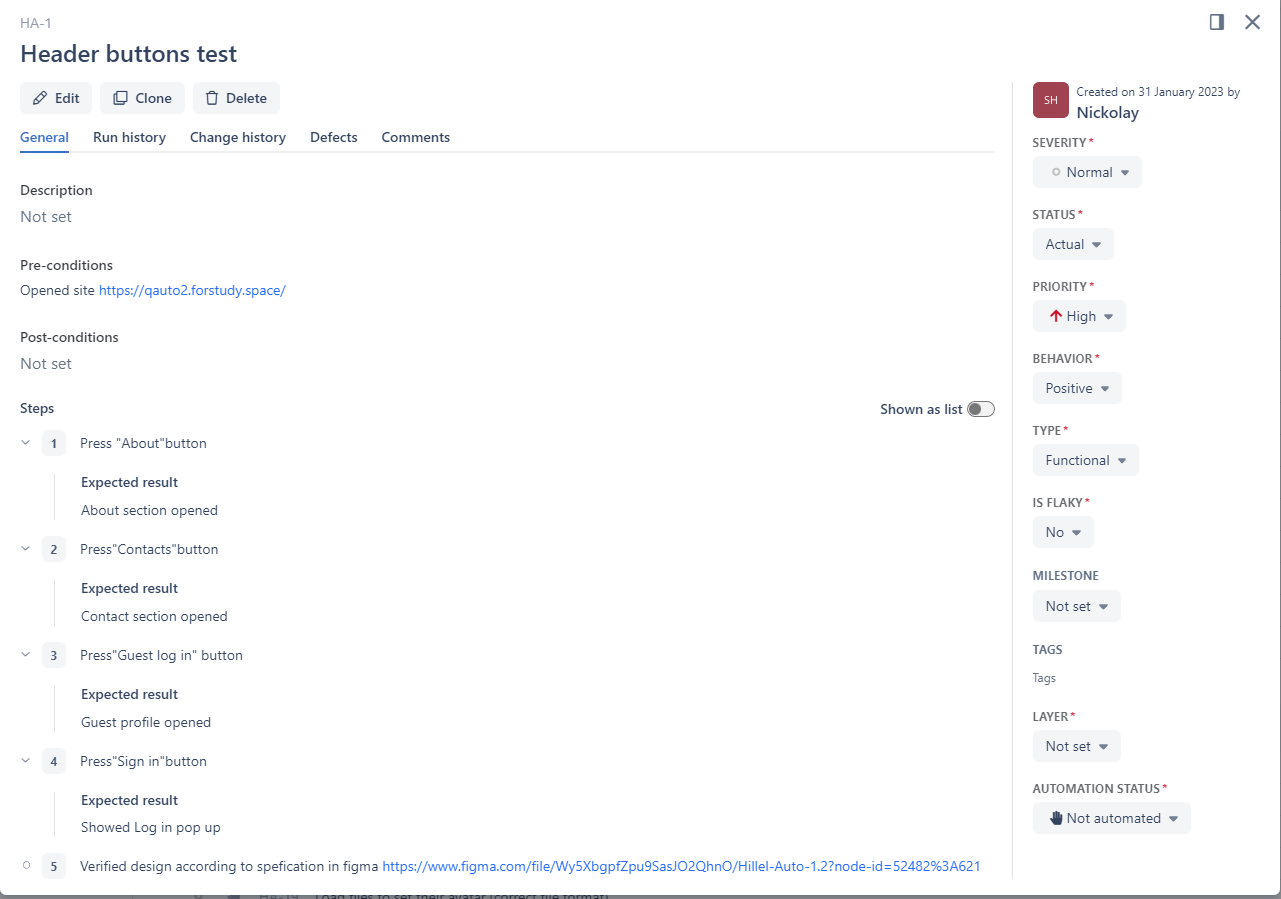 HA-1
Header buttons test
Edit Clone Delete
General Run history Change history Defects Comments
Description
Not set
Pre-conditions
Opened site https://qauto2.forstudy.space/
Post-conditions
Not set
Steps Shown as list
1 Press "About"button
Expected result
About section opened
2 Press"Contacts"button
Expected result
Contact section opened
3 Press"Guest log in" button
Expected result
Guest profile opened
4 Press"Sign in"button
Expected result
Showed Log in pop up
5 Verified design according to spefication in figma https://www.figma.com/file/Wy5XbgpfZpu9SasJO2QhnO/Hillel-Auto-1.2?node-id=52482%3A621
SH Created on 31 January 2023 by
Nickolay
SEVERITY*
Normal
STATUS*
Actual
PRIORITY*
High
BEHAVIOR*
Positive
TYPE*
Functional
IS FLAKY*
No
MILESTONE
Not set
TAGS
Tags
LAYER*
Not set
AUTOMATION STATUS*
Not automated